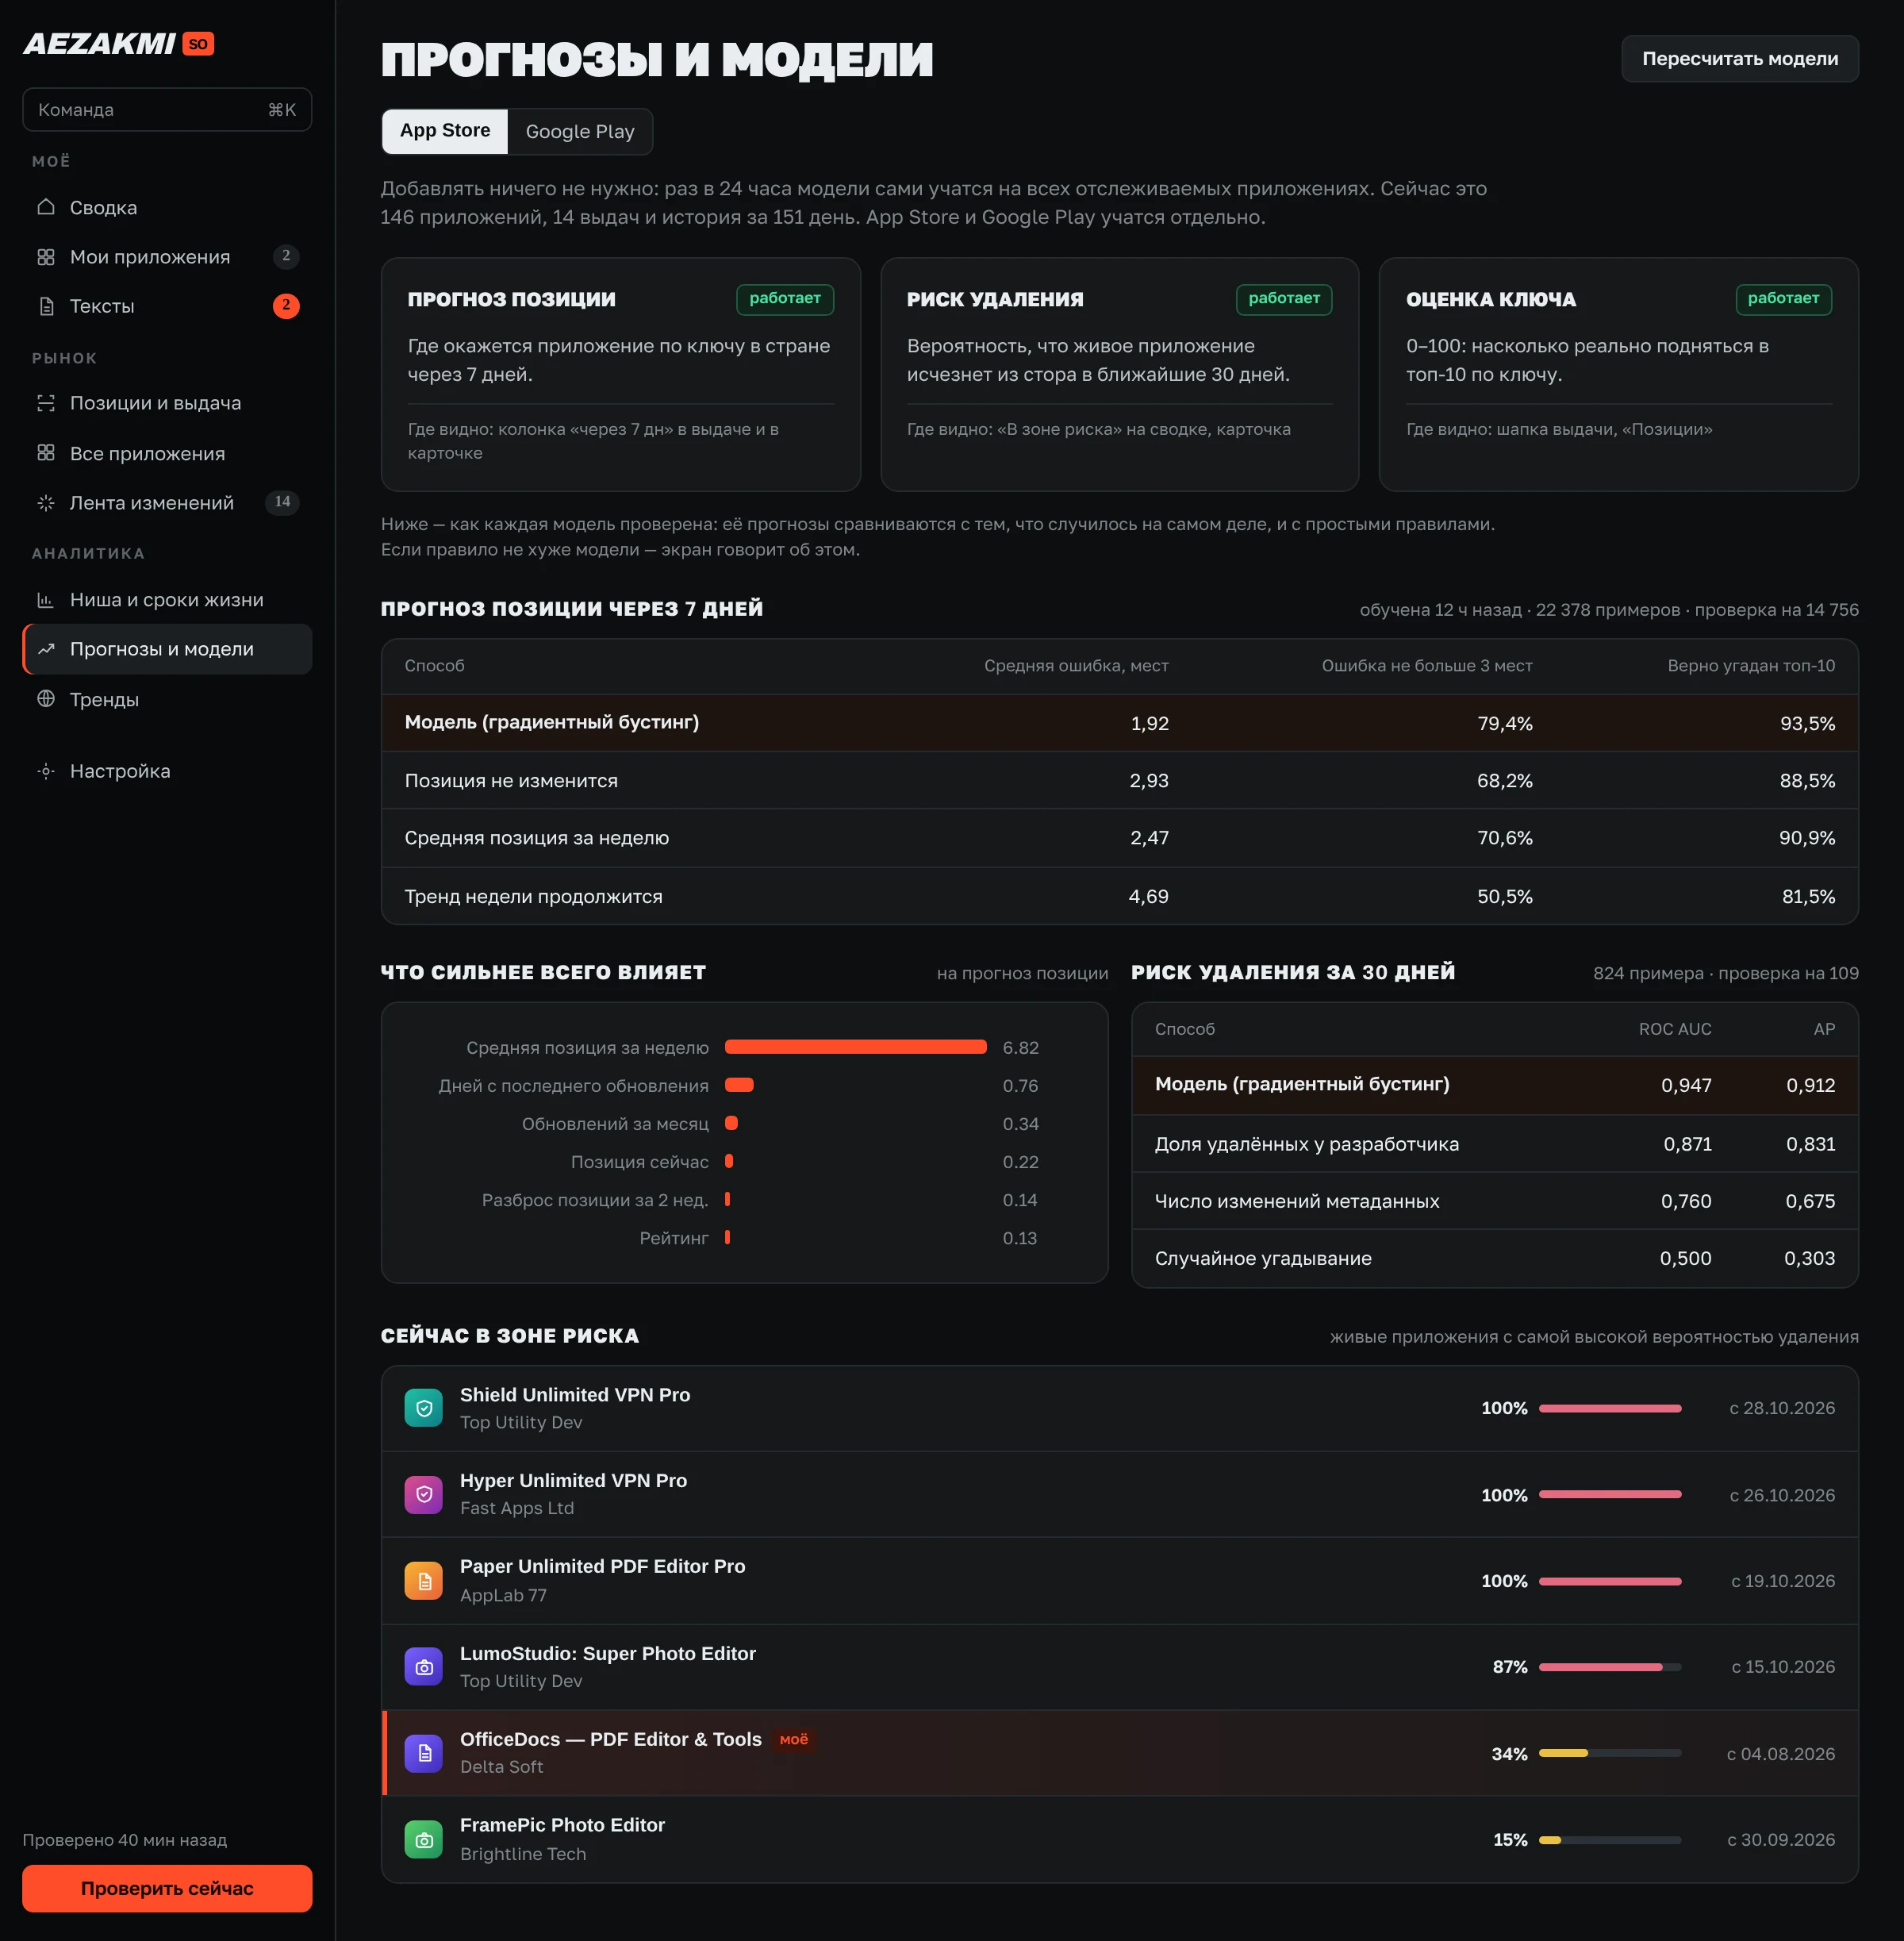 AEZAKMI SO
Команда ⌘K
МОЁ
Сводка
Мои приложения 2
Тексты 2
РЫНОК
Позиции и выдача
Все приложения
Лента изменений 14
АНАЛИТИКА
Ниша и сроки жизни
Прогнозы и модели
Тренды
Настройка
Проверено 40 мин назад
Проверить сейчас
ПРОГНОЗЫ И МОДЕЛИ
Пересчитать модели
App Store Google Play
Добавлять ничего не нужно: раз в 24 часа модели сами учатся на всех отслеживаемых приложениях. Сейчас это
146 приложений, 14 выдач и история за 151 день. App Store и Google Play учатся отдельно.
ПРОГНОЗ ПОЗИЦИИ работает
Где окажется приложение по ключу в стране
через 7 дней.
Где видно: колонка «через 7 дн» в выдаче и в
карточке
РИСК УДАЛЕНИЯ работает
Вероятность, что живое приложение
исчезнет из стора в ближайшие 30 дней.
Где видно: «В зоне риска» на сводке, карточка
ОЦЕНКА КЛЮЧА работает
0–100: насколько реально подняться в
топ-10 по ключу.
Где видно: шапка выдачи, «Позиции»
Ниже — как каждая модель проверена: её прогнозы сравниваются с тем, что случилось на самом деле, и с простыми правилами.
Если правило не хуже модели — экран говорит об этом.
ПРОГНОЗ ПОЗИЦИИ ЧЕРЕЗ 7 ДНЕЙ обучена 12 ч назад · 22 378 примеров · проверка на 14 756
Способ Средняя ошибка, мест Ошибка не больше 3 мест Верно угадан топ-10
Модель (градиентный бустинг) 1,92 79,4% 93,5%
Позиция не изменится 2,93 68,2% 88,5%
Средняя позиция за неделю 2,47 70,6% 90,9%
Тренд недели продолжится 4,69 50,5% 81,5%
ЧТО СИЛЬНЕЕ ВСЕГО ВЛИЯЕТ на прогноз позиции
Средняя позиция за неделю 6.82
Дней с последнего обновления 0.76
Обновлений за месяц 0.34
Позиция сейчас 0.22
Разброс позиции за 2 нед. 0.14
Рейтинг 0.13
РИСК УДАЛЕНИЯ ЗА 30 ДНЕЙ 824 примера · проверка на 109
Способ ROC AUC AP
Модель (градиентный бустинг) 0,947 0,912
Доля удалённых у разработчика 0,871 0,831
Число изменений метаданных 0,760 0,675
Случайное угадывание 0,500 0,303
СЕЙЧАС В ЗОНЕ РИСКА живые приложения с самой высокой вероятностью удаления
Shield Unlimited VPN Pro
Top Utility Dev
100% с 28.10.2026
Hyper Unlimited VPN Pro
Fast Apps Ltd
100% с 26.10.2026
Paper Unlimited PDF Editor Pro
AppLab 77
100% с 19.10.2026
LumoStudio: Super Photo Editor
Top Utility Dev
87% с 15.10.2026
OfficeDocs — PDF Editor & Tools моё
Delta Soft
34% с 04.08.2026
FramePic Photo Editor
Brightline Tech
15% с 30.09.2026